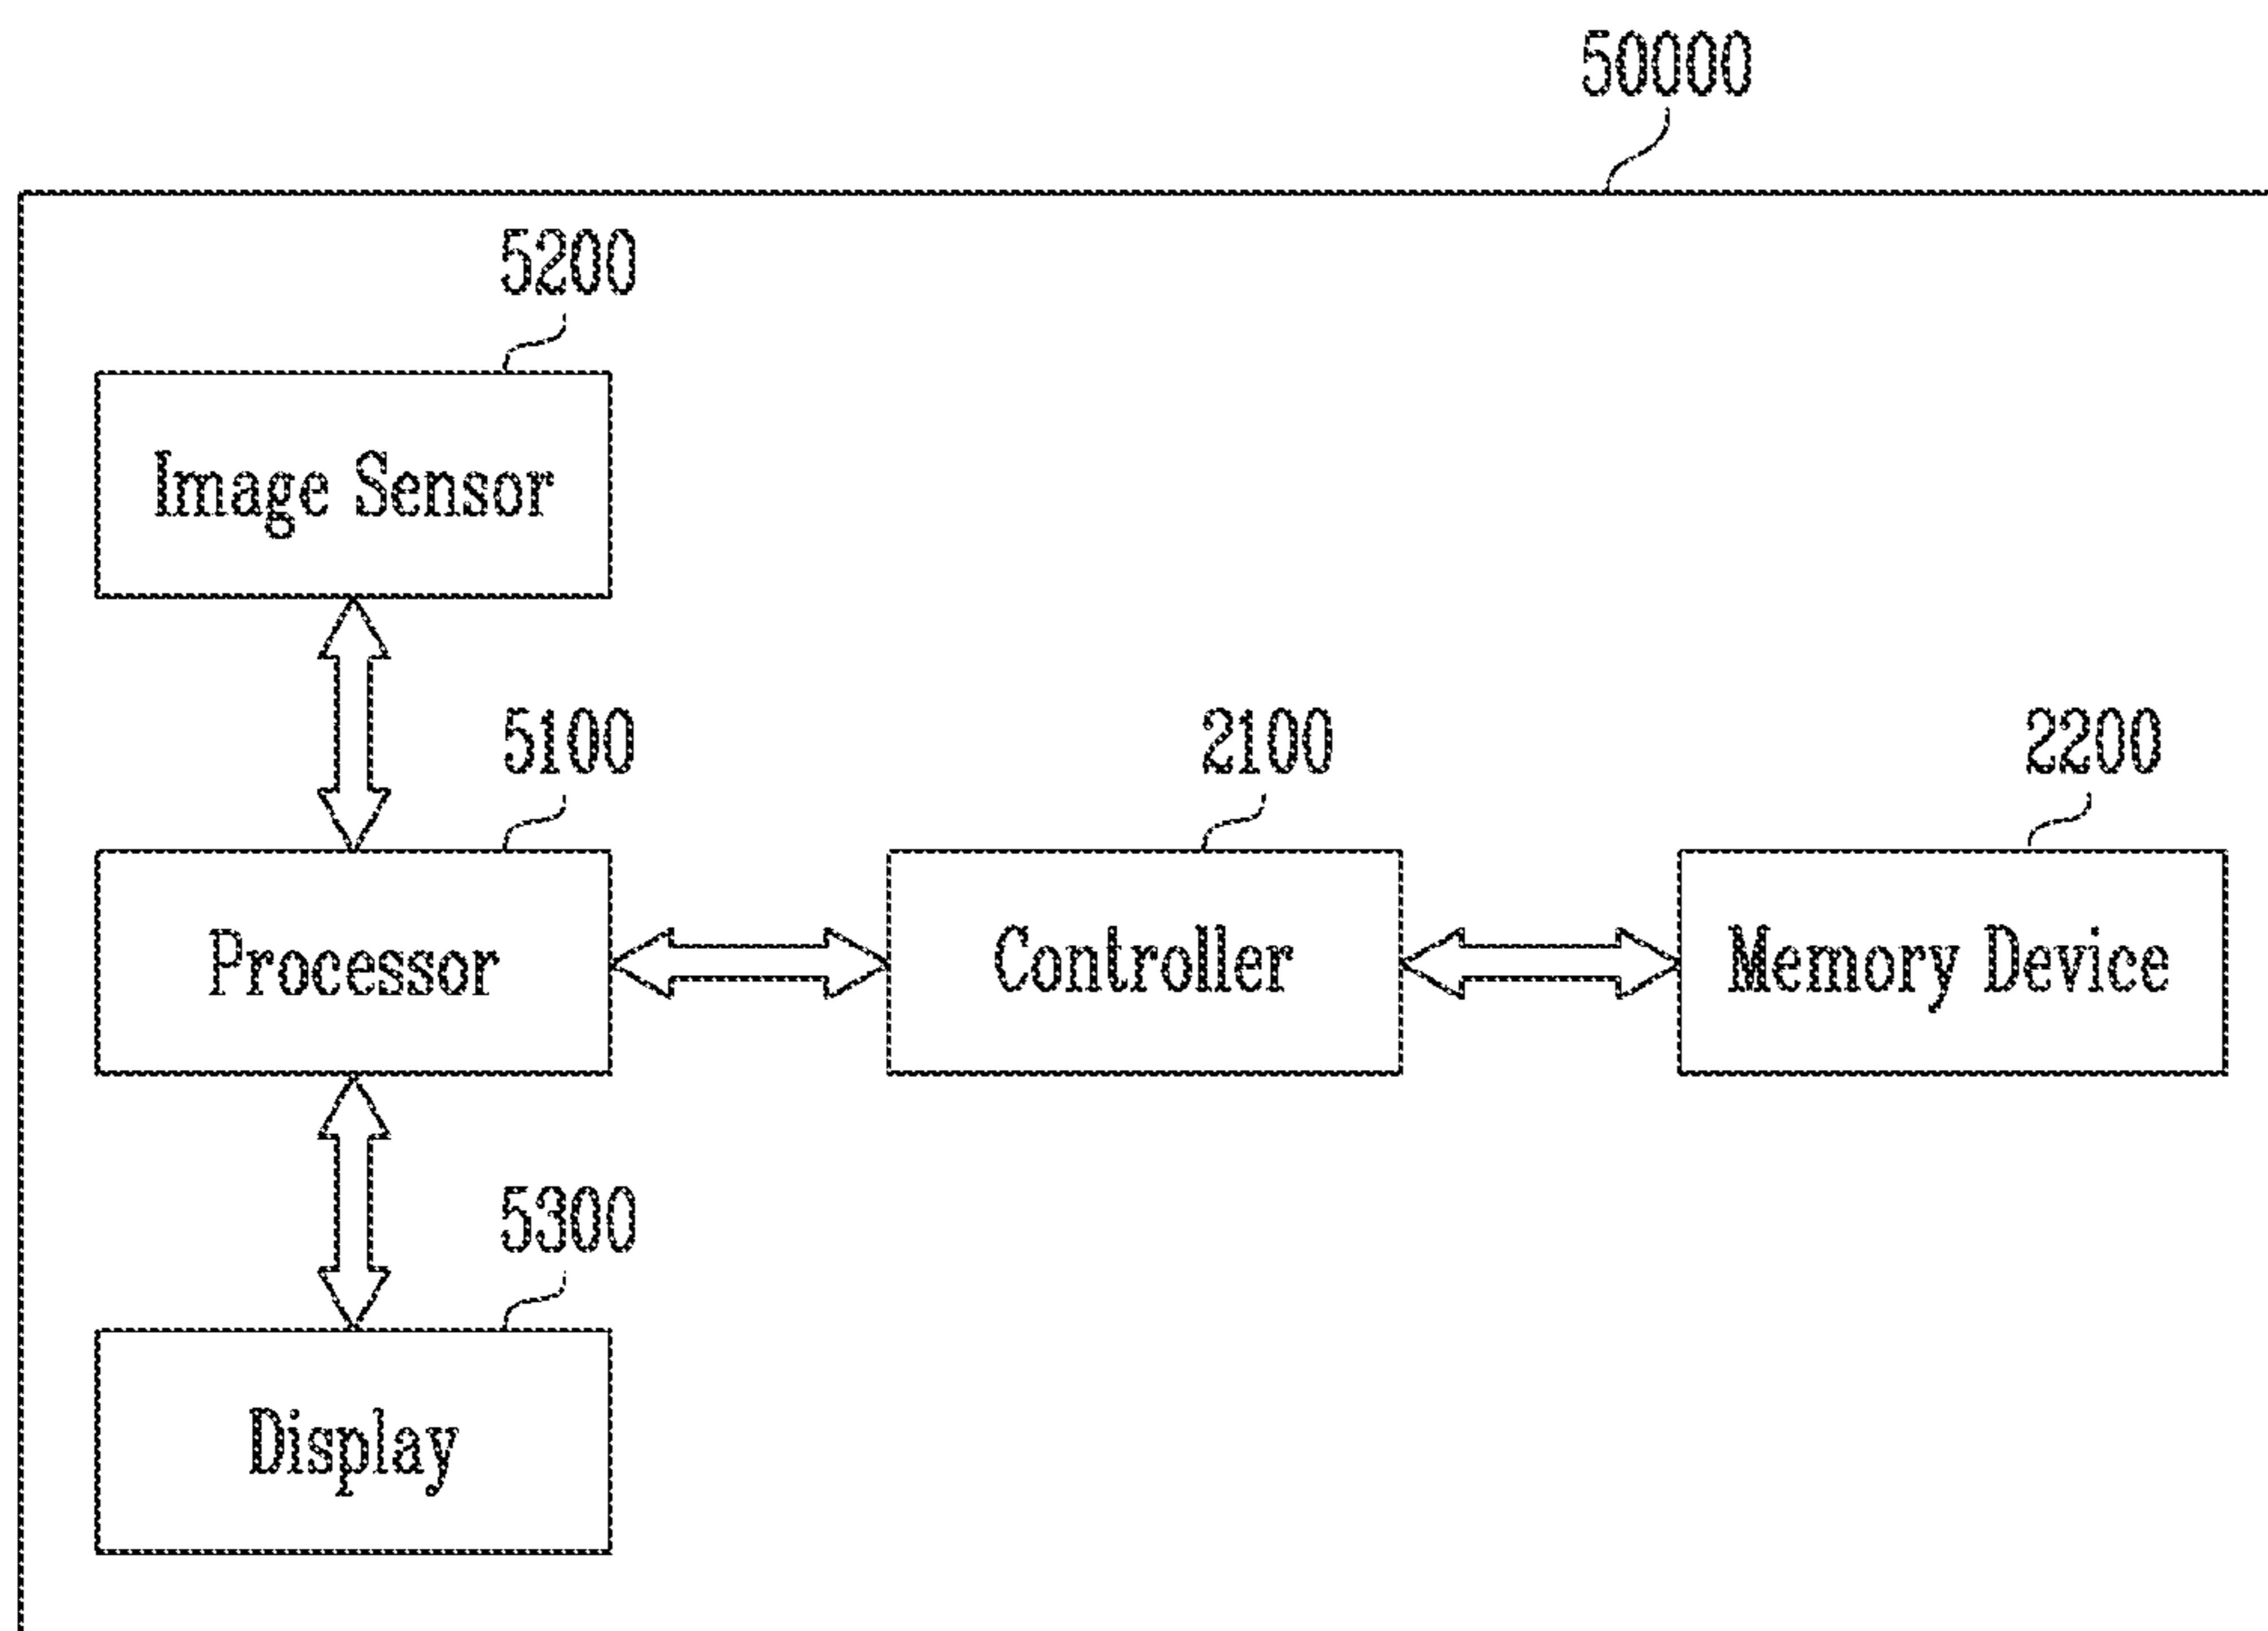 50000
5200
Image Sensor
5100
Processor
2100
Controller
2200
Memory Device
5300
Display